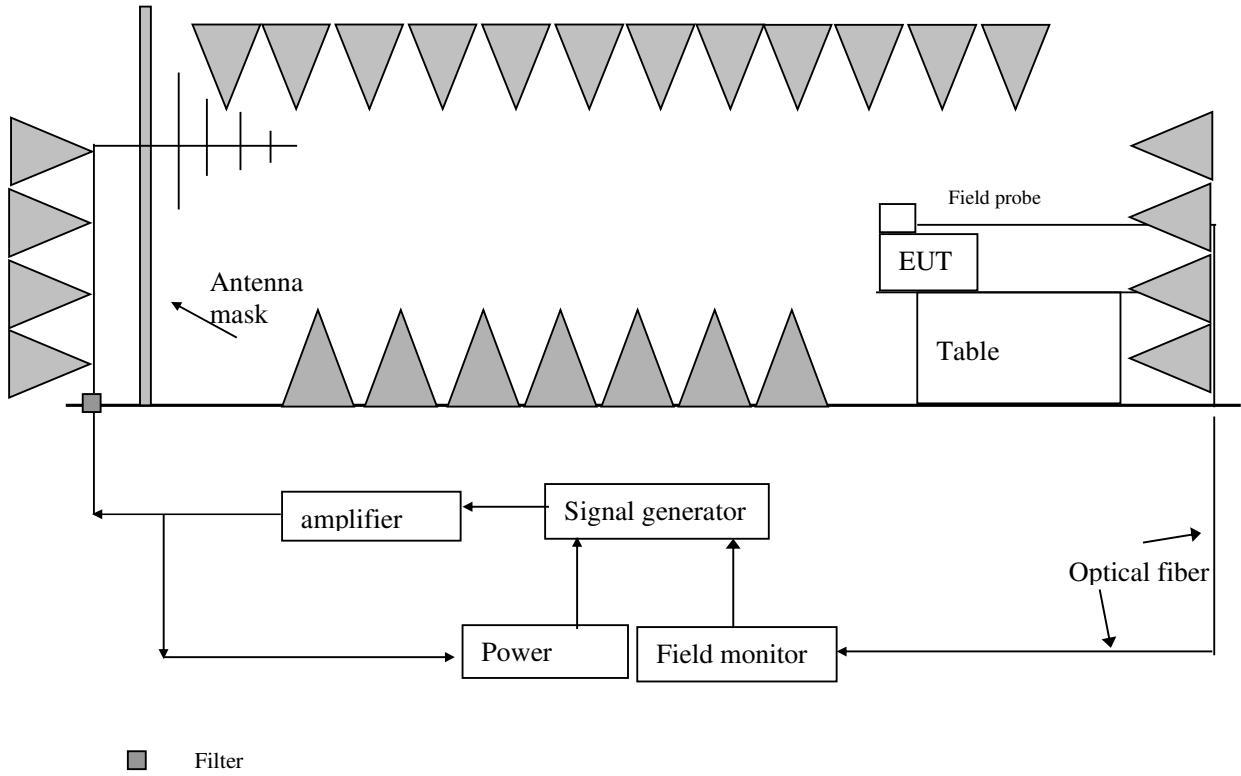 Field probe
EUT
Antenna
mask
Table
amplifier
Signal generator
Optical fiber
Power
Field monitor
Filter